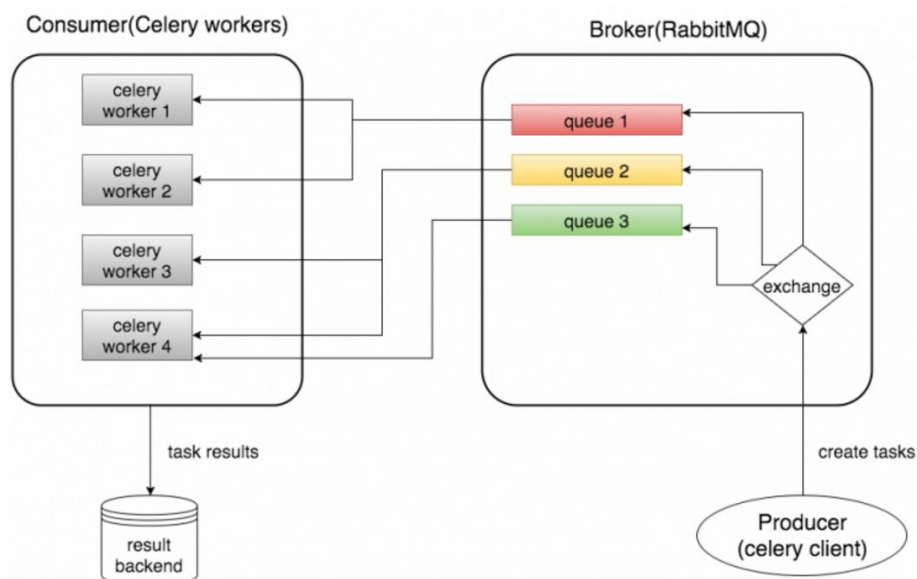 Consumer(Celery workers)
Broker(RabbitMQ)
celery
worker 1
celery
worker 2
celery
worker 3
celery
worker 4
queue 1
queue 2
queue 3
exchange
task results
create tasks
result
backend
Producer
(celery client)